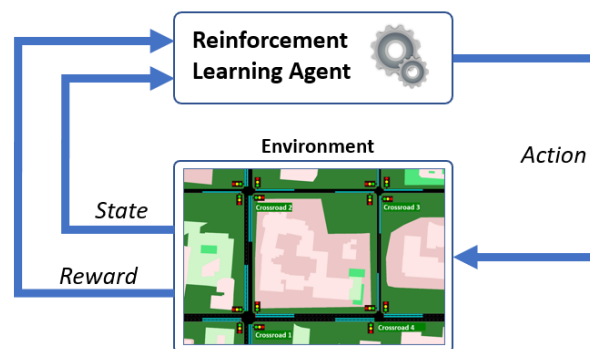 Reinforcement
Learning Agent
Environment
Action
State
Reward
Crossroad 2
Crossroad 3
Crossroad 1
Crossroad 4